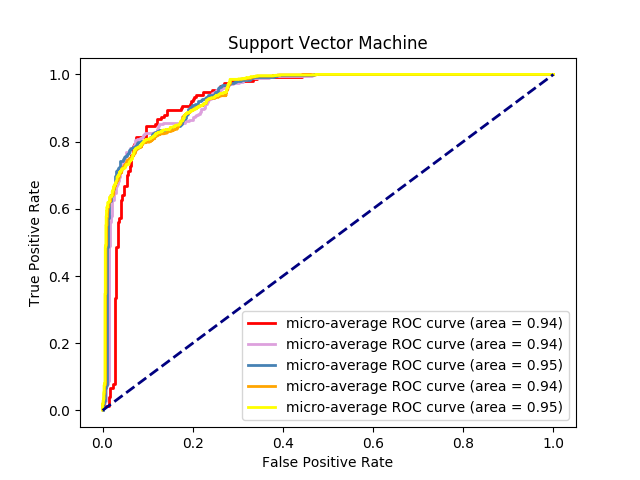 Support Vector Machine
1.0
0.8
0.6
0.4
0.2
0.0
True Positive Rate
micro-average ROC curve (area = 0.94)
micro-average ROC curve (area = 0.94)
micro-average ROC curve (area = 0.95)
micro-average ROC curve (area = 0.94)
micro-average ROC curve (area = 0.95)
0.0 0.2 0.4 0.6 0.8 1.0
False Positive Rate